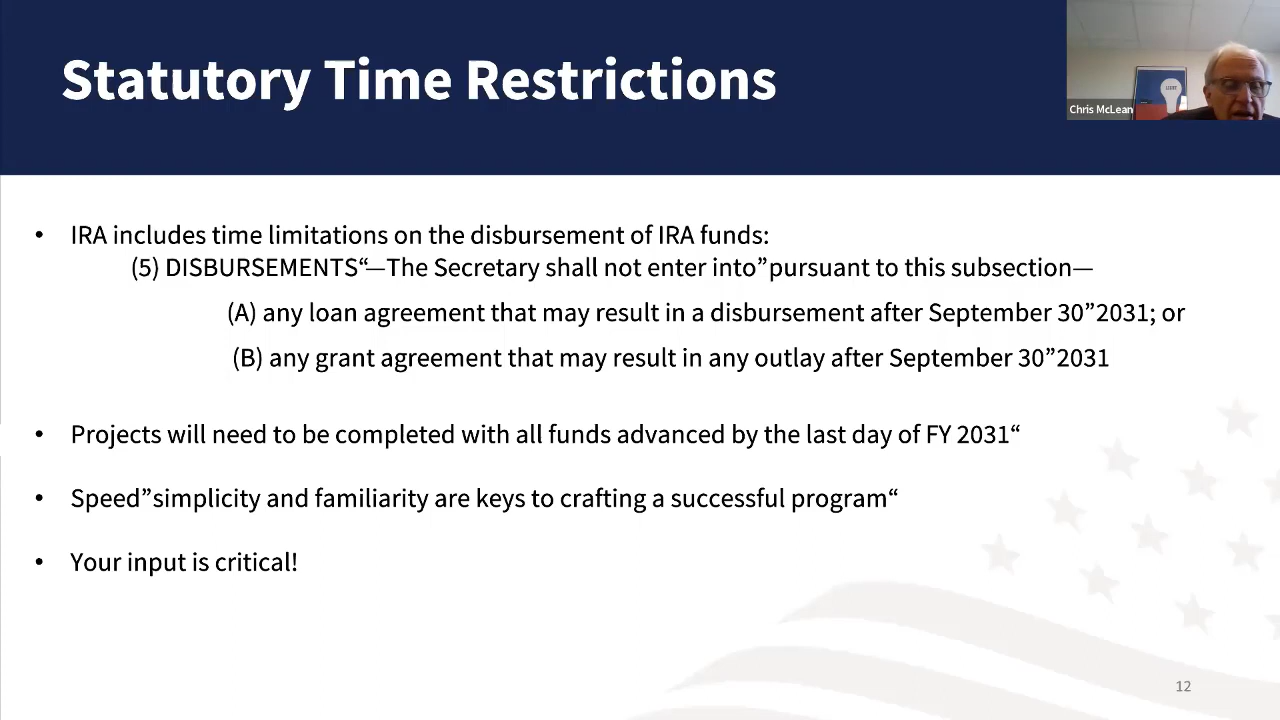 Statutory Time Restrictions
Chris McLean
• IRA includes time limitations on the disbursement of IRA funds:
(5) DISBURSEMENTS“—The Secretary shall not enter into”pursuant to this subsection—
(A) any loan agreement that may result in a disbursement after September 30”2031; or
(B) any grant agreement that may result in any outlay after September 30”2031
• Projects will need to be completed with all funds advanced by the last day of FY 2031“
• Speed”simplicity and familiarity are keys to crafting a successful program“
• Your input is critical!
12